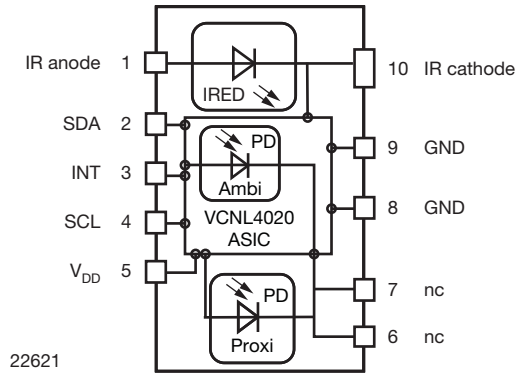 IR anode 1
IRED
10 IR cathode
SDA 2
PD
9 GND
INT 3
Ambi
SCL 4
VCNL4020
ASIC
8 GND
VDD 5
PD
7 nc
Proxi
6 nc
22621